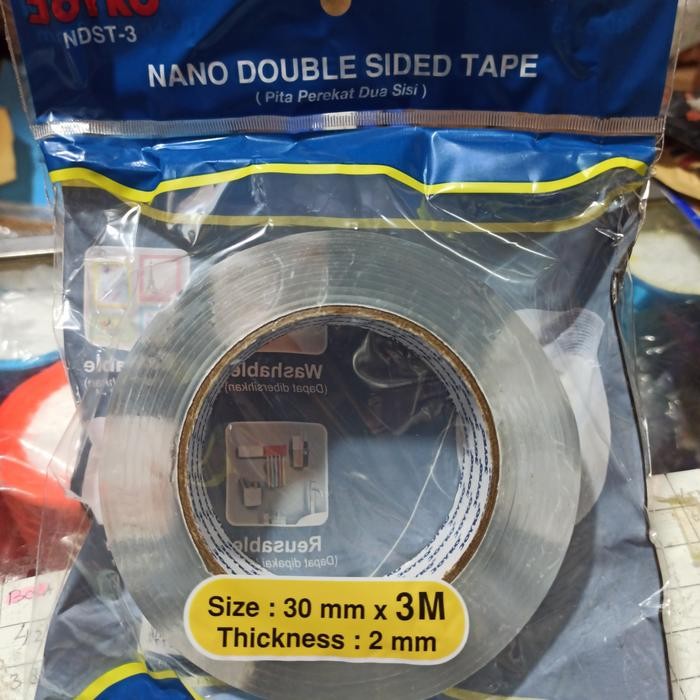 NDST-3
NANO DOUBLE SIDED TAPE
( Pita Perekat Dua Sisi )
Washable
(Dapat dibersihkan)
Reusable
(Dapat dipakai
Size : 30 mm x 3M
Thickness : 2 mm